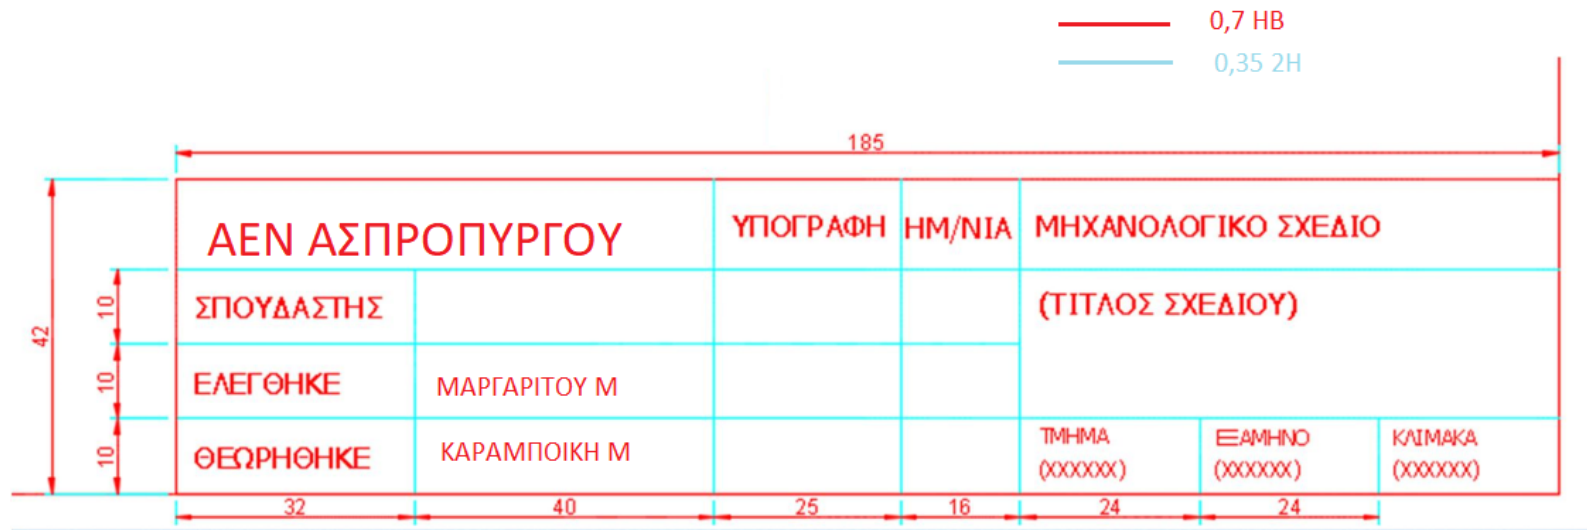 0,7 HB
0,35 2H
185
ΑΕΝ ΑΣΠΡΟΠΥΡΓΟΥ
ΥΠΟΓΡΑΦΗ
ΗΜ/ΝΙΑ
ΜΗΧΑΝΟΛΟΓΙΚΟ ΣΧΕΔΙΟ
42
10
ΣΠΟΥΔΑΣΤΗΣ
(ΤΙΤΛΟΣ ΣΧΕΔΙΟΥ)
10
ΕΛΕΓΘΗΚΕ
ΜΑΡΓΑΡΙΤΟΥ Μ
10
ΘΕΩΡΗΘΗΚΕ
ΚΑΡΑΜΠΟΙΚΗ Μ
ΤΜΗΜΑ
(XXXXXX)
ΕΞΑΜΗΝΟ
(XXXXXX)
ΚΛΙΜΑΚΑ
(XXXXXX)
32
40
25
16
24
24